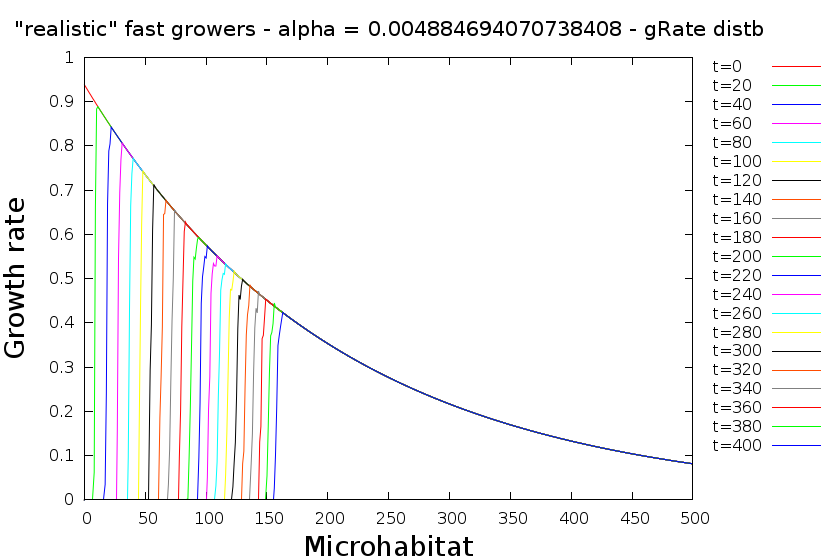 "realistic" fast growers - alpha = 0.004884694070738408 - gRate distb
1
0.9
0.8
0.7
0.6
0.5
0.4
0.3
0.2
0.1
0
Growth rate
0 50 100 150 200 250 300 350 400 450 500
Microhabitat
t=0
t=20
t=40
t=60
t=80
t=100
t=120
t=140
t=160
t=180
t=200
t=220
t=240
t=260
t=280
t=300
t=320
t=340
t=360
t=380
t=400